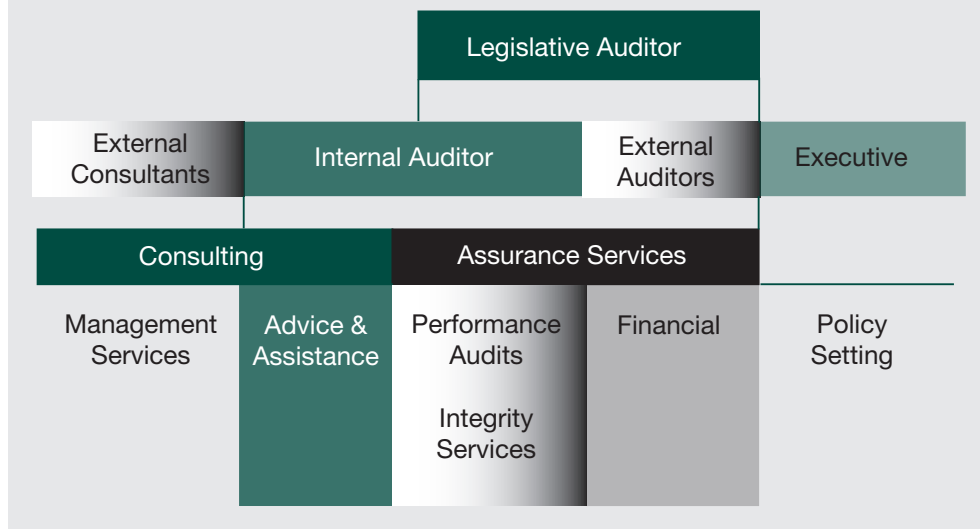 Legislative Auditor
External
Consultants
Internal Auditor
External
Auditors
Executive
Consulting
Assurance Services
Management
Services
Advice &
Assistance
Performance
Audits
Integrity
Services
Financial
Policy
Setting